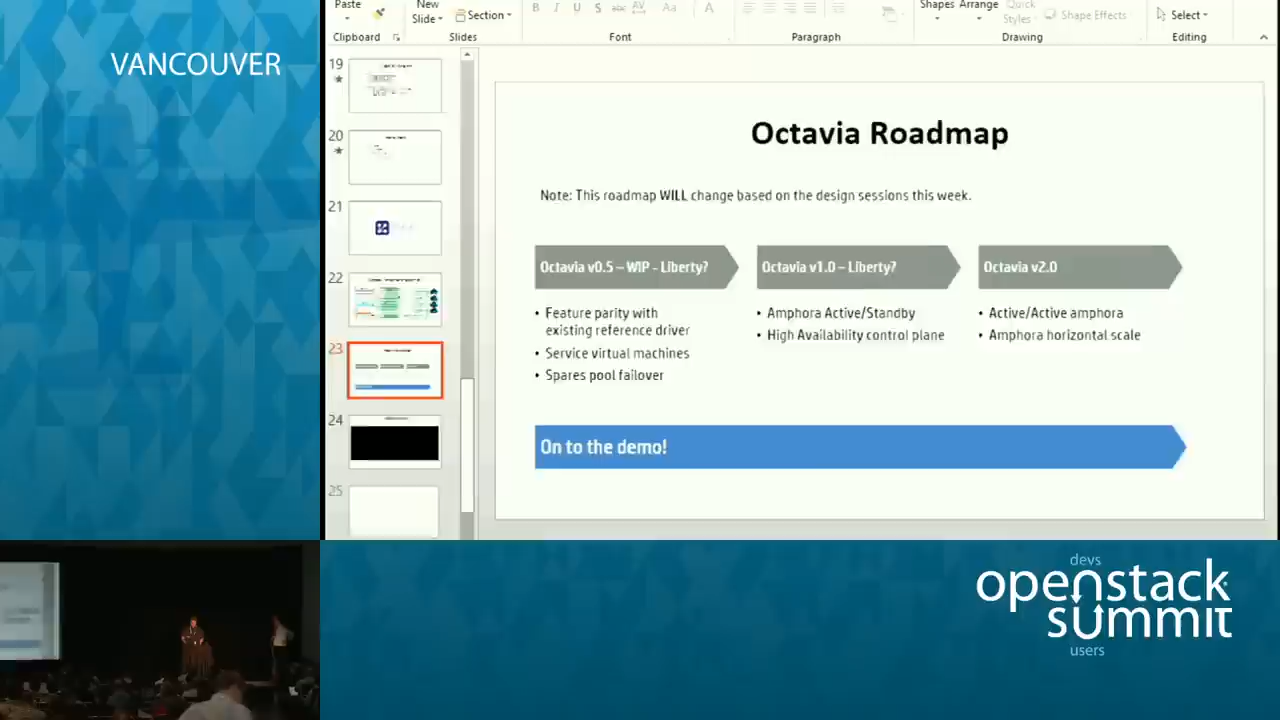 VANCOUVER
Paste
Clipboard
New
Slide
Section
Slides
B I U S abc AV Aa A
Font
Paragraph
Shapes Arrange Quick
Styles
Shape Effects
Drawing
Select
Editing
19
20
21
22
23
24
25
Octavia Roadmap
Note: This roadmap WILL change based on the design sessions this week.
Octavia v0.5 – WIP - Liberty?
• Feature parity with
existing reference driver
• Service virtual machines
• Spares pool failover
Octavia v1.0 – Liberty?
• Amphora Active/Standby
• High Availability control plane
Octavia v2.0
• Active/Active amphora
• Amphora horizontal scale
On to the demo!
devs
openstack
summit
users